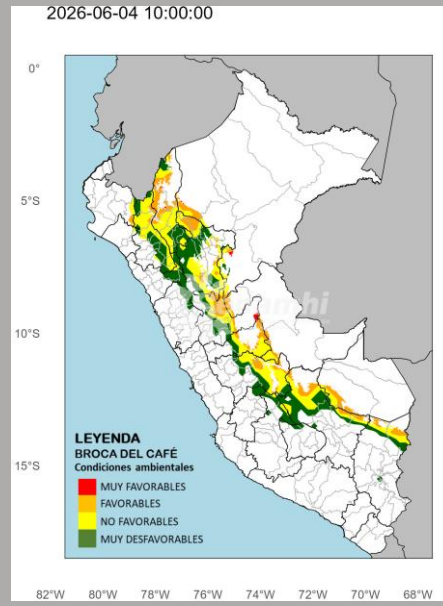 2026-06-04 10:00:00
0°
5°S
10°S
15°S
senamhi
LEYENDA
BROCA DEL CAFÉ
Condiciones ambientales
MUY FAVORABLES
FAVORABLES
NO FAVORABLES
MUY DESFAVORABLES
82°W 80°W 78°W 76°W 74°W 72°W 70°W 68°W